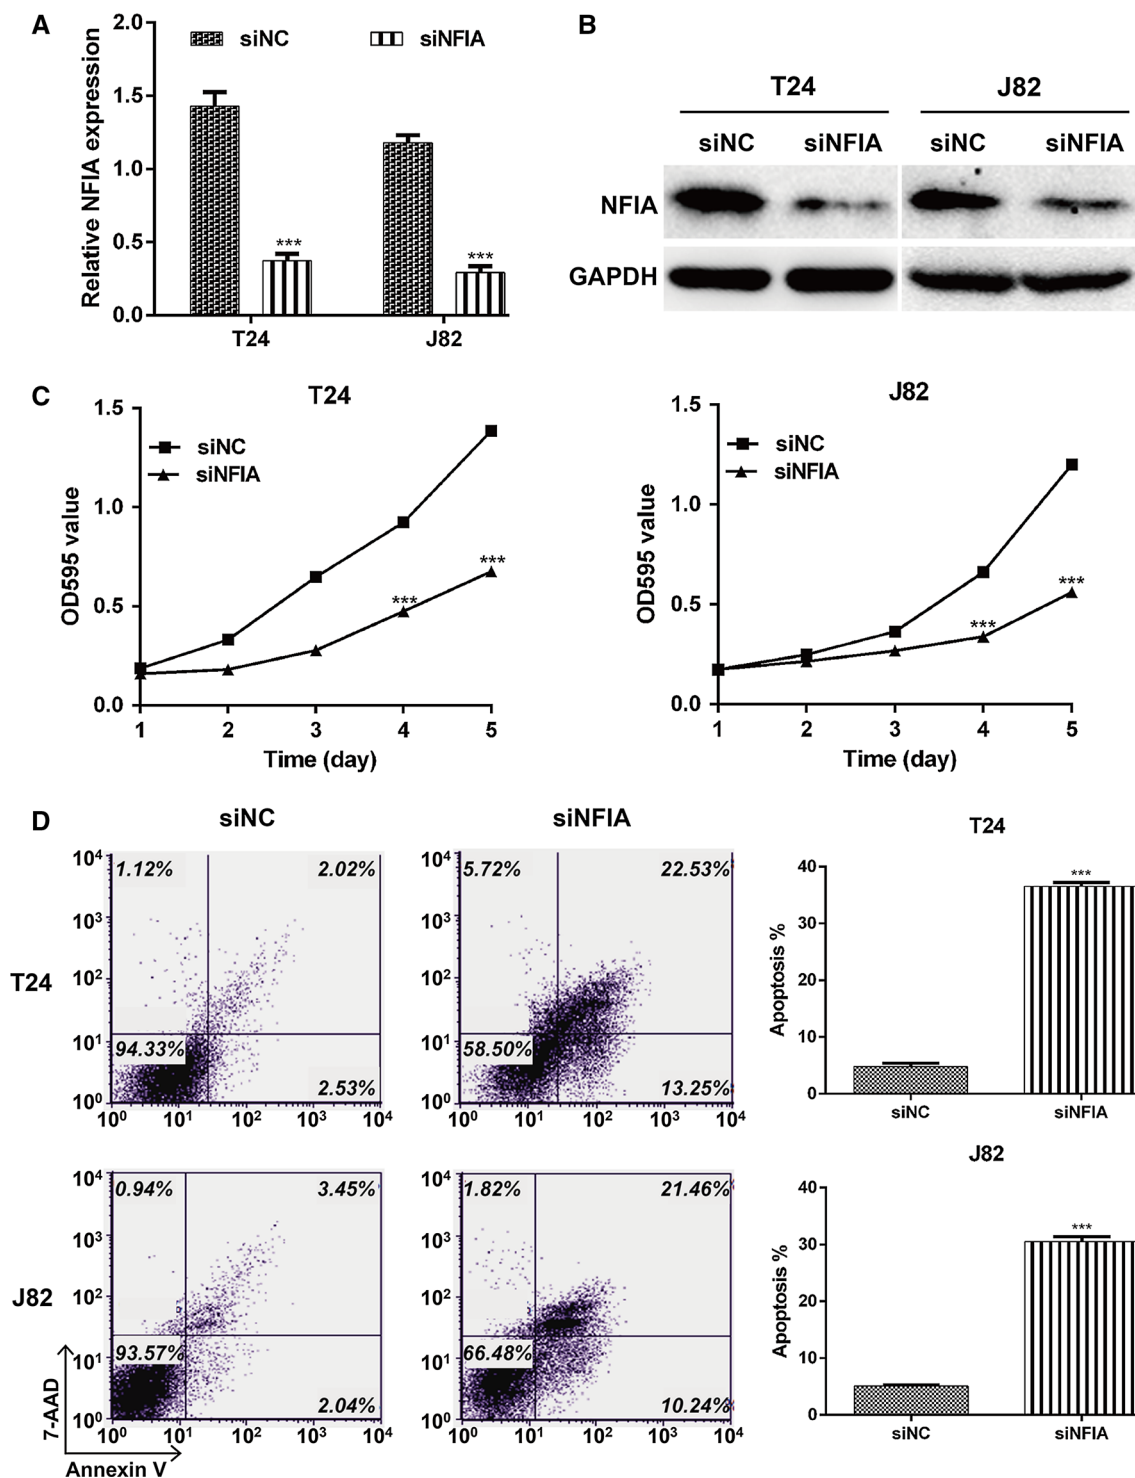 A
2.0
1.5
1.0
0.5
0.0
Relative NFIA expression
siNC
siNFIA
***
***
T24
J82
B
T24
J82
siNC
siNFIA
siNC
siNFIA
NFIA
GAPDH
C
T24
1.5
1.0
0.5
0.0
OD595 value
siNC
siNFIA
***
***
1 2 3 4 5
Time (day)
J82
1.5
1.0
0.5
0.0
OD595 value
siNC
siNFIA
***
***
1 2 3 4 5
Time (day)
D
siNC
siNFIA
T24
10⁴
10³
10²
10¹
10⁰
1.12%
2.02%
94.33%
2.53%
10⁰ 10¹ 10² 10³ 10⁴
10⁴
10³
10²
10¹
10⁰
5.72%
22.53%
58.50%
13.25%
10⁰ 10¹ 10² 10³ 10⁴
T24
40
30
20
10
0
Apoptosis %
***
siNC
siNFIA
J82
10⁴
10³
10²
10¹
10⁰
0.94%
3.45%
93.57%
2.04%
10⁰ 10¹ 10² 10³ 10⁴
10⁴
10³
10²
10¹
10⁰
1.82%
21.46%
66.48%
10.24%
10⁰ 10¹ 10² 10³ 10⁴
J82
40
30
20
10
0
Apoptosis %
***
siNC
siNFIA
7-AAD
Annexin V